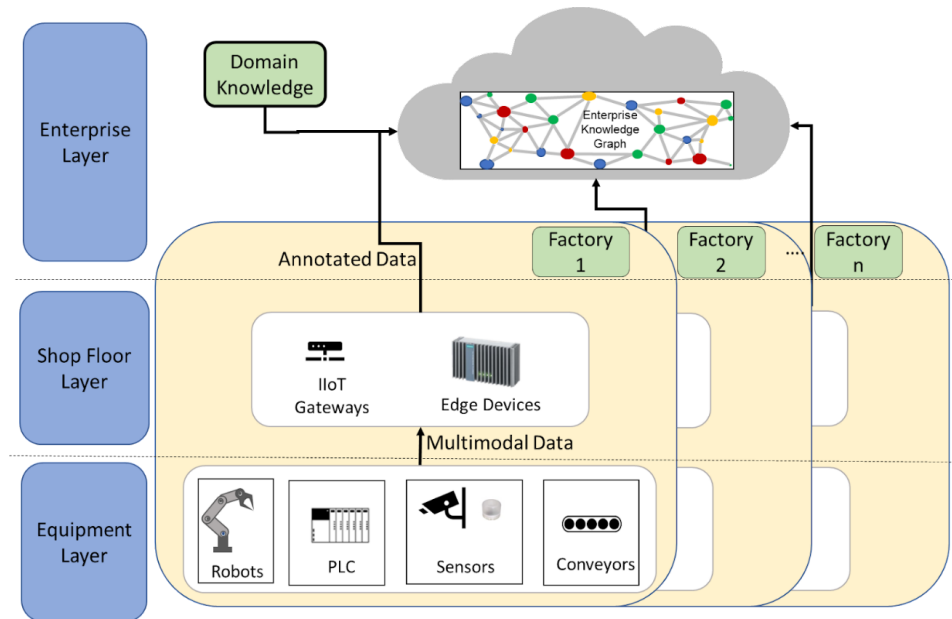 Enterprise
Layer
Domain
Knowledge
Enterprise
Knowledge
Graph
Annotated Data
Factory
1
Factory
2
....
Factory
n
Shop Floor
Layer
IIoT
Gateways
Edge Devices
Multimodal Data
Equipment
Layer
Robots
PLC
Sensors
Conveyors